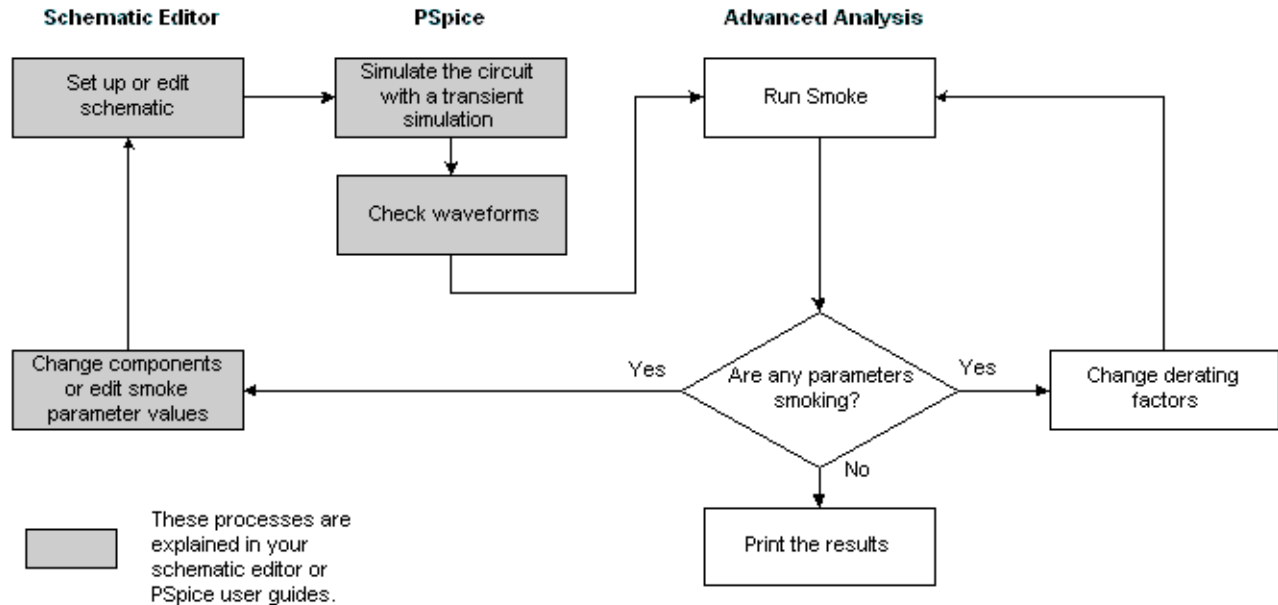 Schematic Editor
PSpice
Advanced Analysis
Set up or edit
schematic
Simulate the circuit
with a transient
simulation
Run Smoke
Check waveforms
Change components
or edit smoke
parameter values
Yes
Are any parameters
smoking?
Yes
Change derating
factors
No
Print the results
These processes are
explained in your
schematic editor or
PSpice user guides.